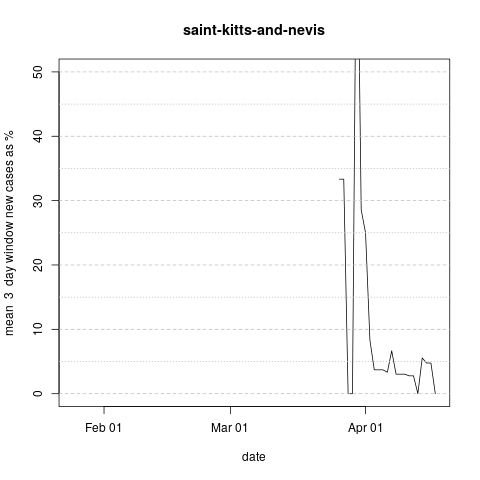 saint-kitts-and-nevis
mean  3  day window new cases as %
50
40
30
20
10
0
Feb 01
Mar 01
Apr 01
date